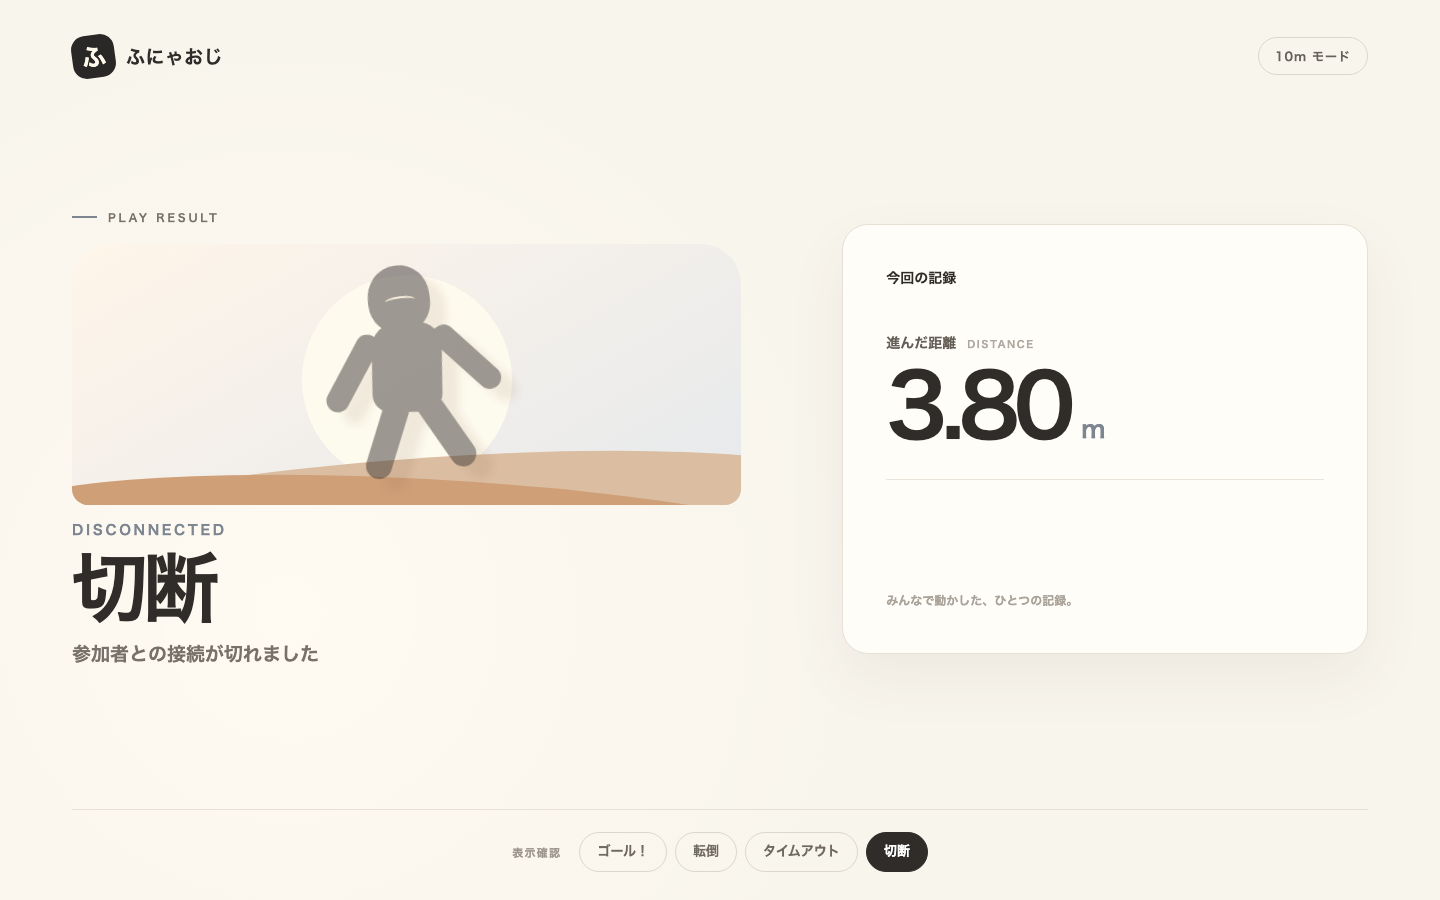 ふ ふにゃおじ
10m モード
PLAY RESULT
DISCONNECTED
切断
参加者との接続が切れました
今回の記録
進んだ距離 DISTANCE
3.80 m
みんなで動かした、ひとつの記録。
表示確認 ゴール！ 転倒 タイムアウト 切断